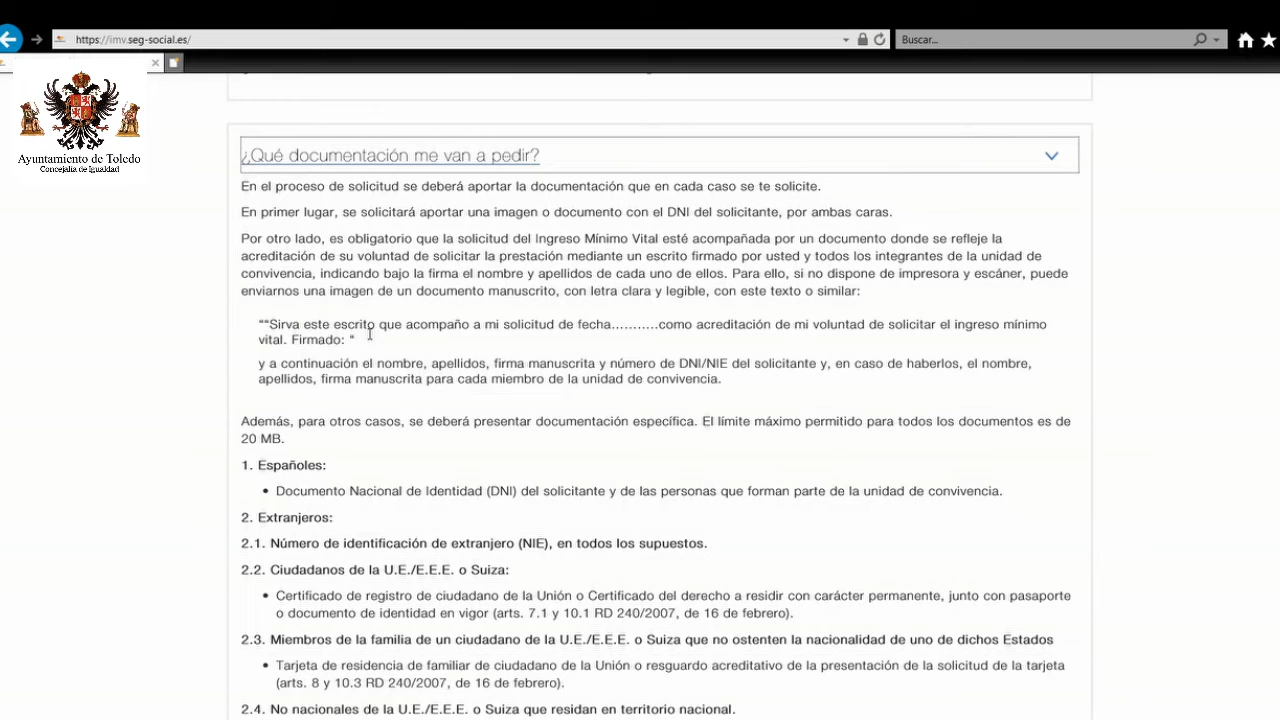 https://imv.seg-social.es/
Buscar...
Ayuntamiento de Toledo
Concejalia de Igualdad
¿Qué documentación me van a pedir?
En el proceso de solicitud se deberá aportar la documentación que en cada caso se te solicite.
En primer lugar, se solicitará aportar una imagen o documento con el DNI del solicitante, por ambas caras.
Por otro lado, es obligatorio que la solicitud del Ingreso Mínimo Vital esté acompañada por un documento donde se refleje la
acreditación de su voluntad de solicitar la prestación mediante un escrito firmado por usted y todos los integrantes de la unidad de
convivencia, indicando bajo la firma el nombre y apellidos de cada uno de ellos. Para ello, si no dispone de impresora y escáner, puede
enviarnos una imagen de un documento manuscrito, con letra clara y legible, con este texto o similar:
""Sirva este escrito que acompaño a mi solicitud de fecha...........como acreditación de mi voluntad de solicitar el ingreso mínimo
vital. Firmado: "
y a continuación el nombre, apellidos, firma manuscrita y número de DNI/NIE del solicitante y, en caso de haberlos, el nombre,
apellidos, firma manuscrita para cada miembro de la unidad de convivencia.
Además, para otros casos, se deberá presentar documentación específica. El límite máximo permitido para todos los documentos es de
20 MB.
1. Españoles:
• Documento Nacional de Identidad (DNI) del solicitante y de las personas que forman parte de la unidad de convivencia.
2. Extranjeros:
2.1. Número de identificación de extranjero (NIE), en todos los supuestos.
2.2. Ciudadanos de la U.E./E.E.E. o Suiza:
• Certificado de registro de ciudadano de la Unión o Certificado del derecho a residir con carácter permanente, junto con pasaporte
o documento de identidad en vigor (arts. 7.1 y 10.1 RD 240/2007, de 16 de febrero).
2.3. Miembros de la familia de un ciudadano de la U.E./E.E.E. o Suiza que no ostenten la nacionalidad de uno de dichos Estados
• Tarjeta de residencia de familiar de ciudadano de la Unión o resguardo acreditativo de la presentación de la solicitud de la tarjeta
(arts. 8 y 10.3 RD 240/2007, de 16 de febrero).
2.4. No nacionales de la U.E./E.E.E. o Suiza que residan en territorio nacional.